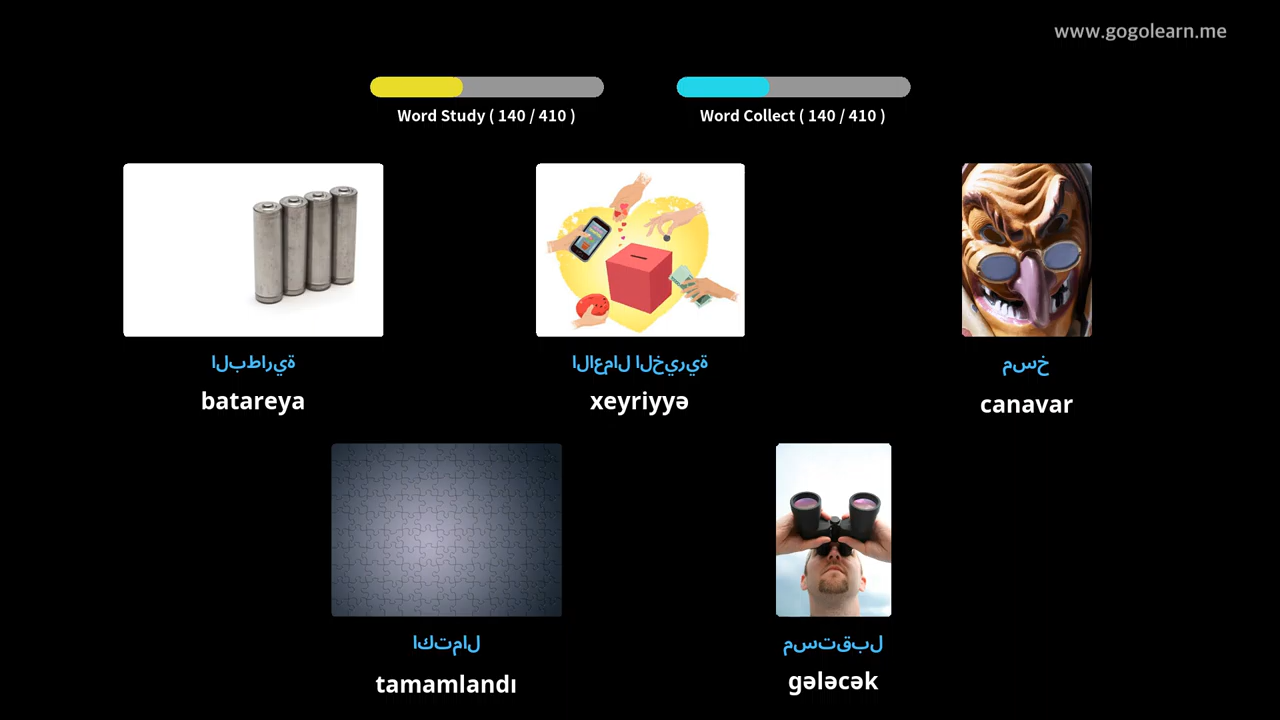 www.gogolearn.me
Word Study ( 140 / 410 )
Word Collect ( 140 / 410 )
البطارية
batareya
الاعمال الخيرية
xeyriyyə
مسخ
canavar
اكتمال
tamamlandı
مستقبل
gələcək